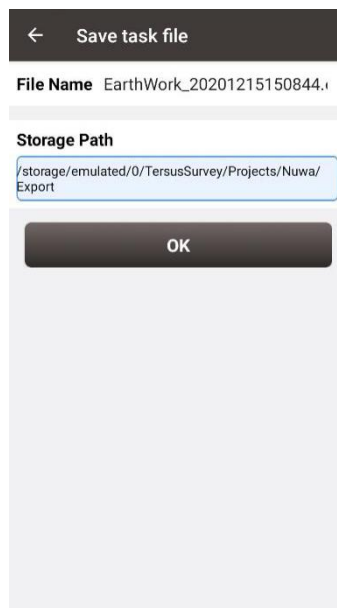 Save task file
File Name EarthWork_20201215150844.
Storage Path
/storage/emulated/0/TersusSurvey/Projects/Nuwa/
Export
OK